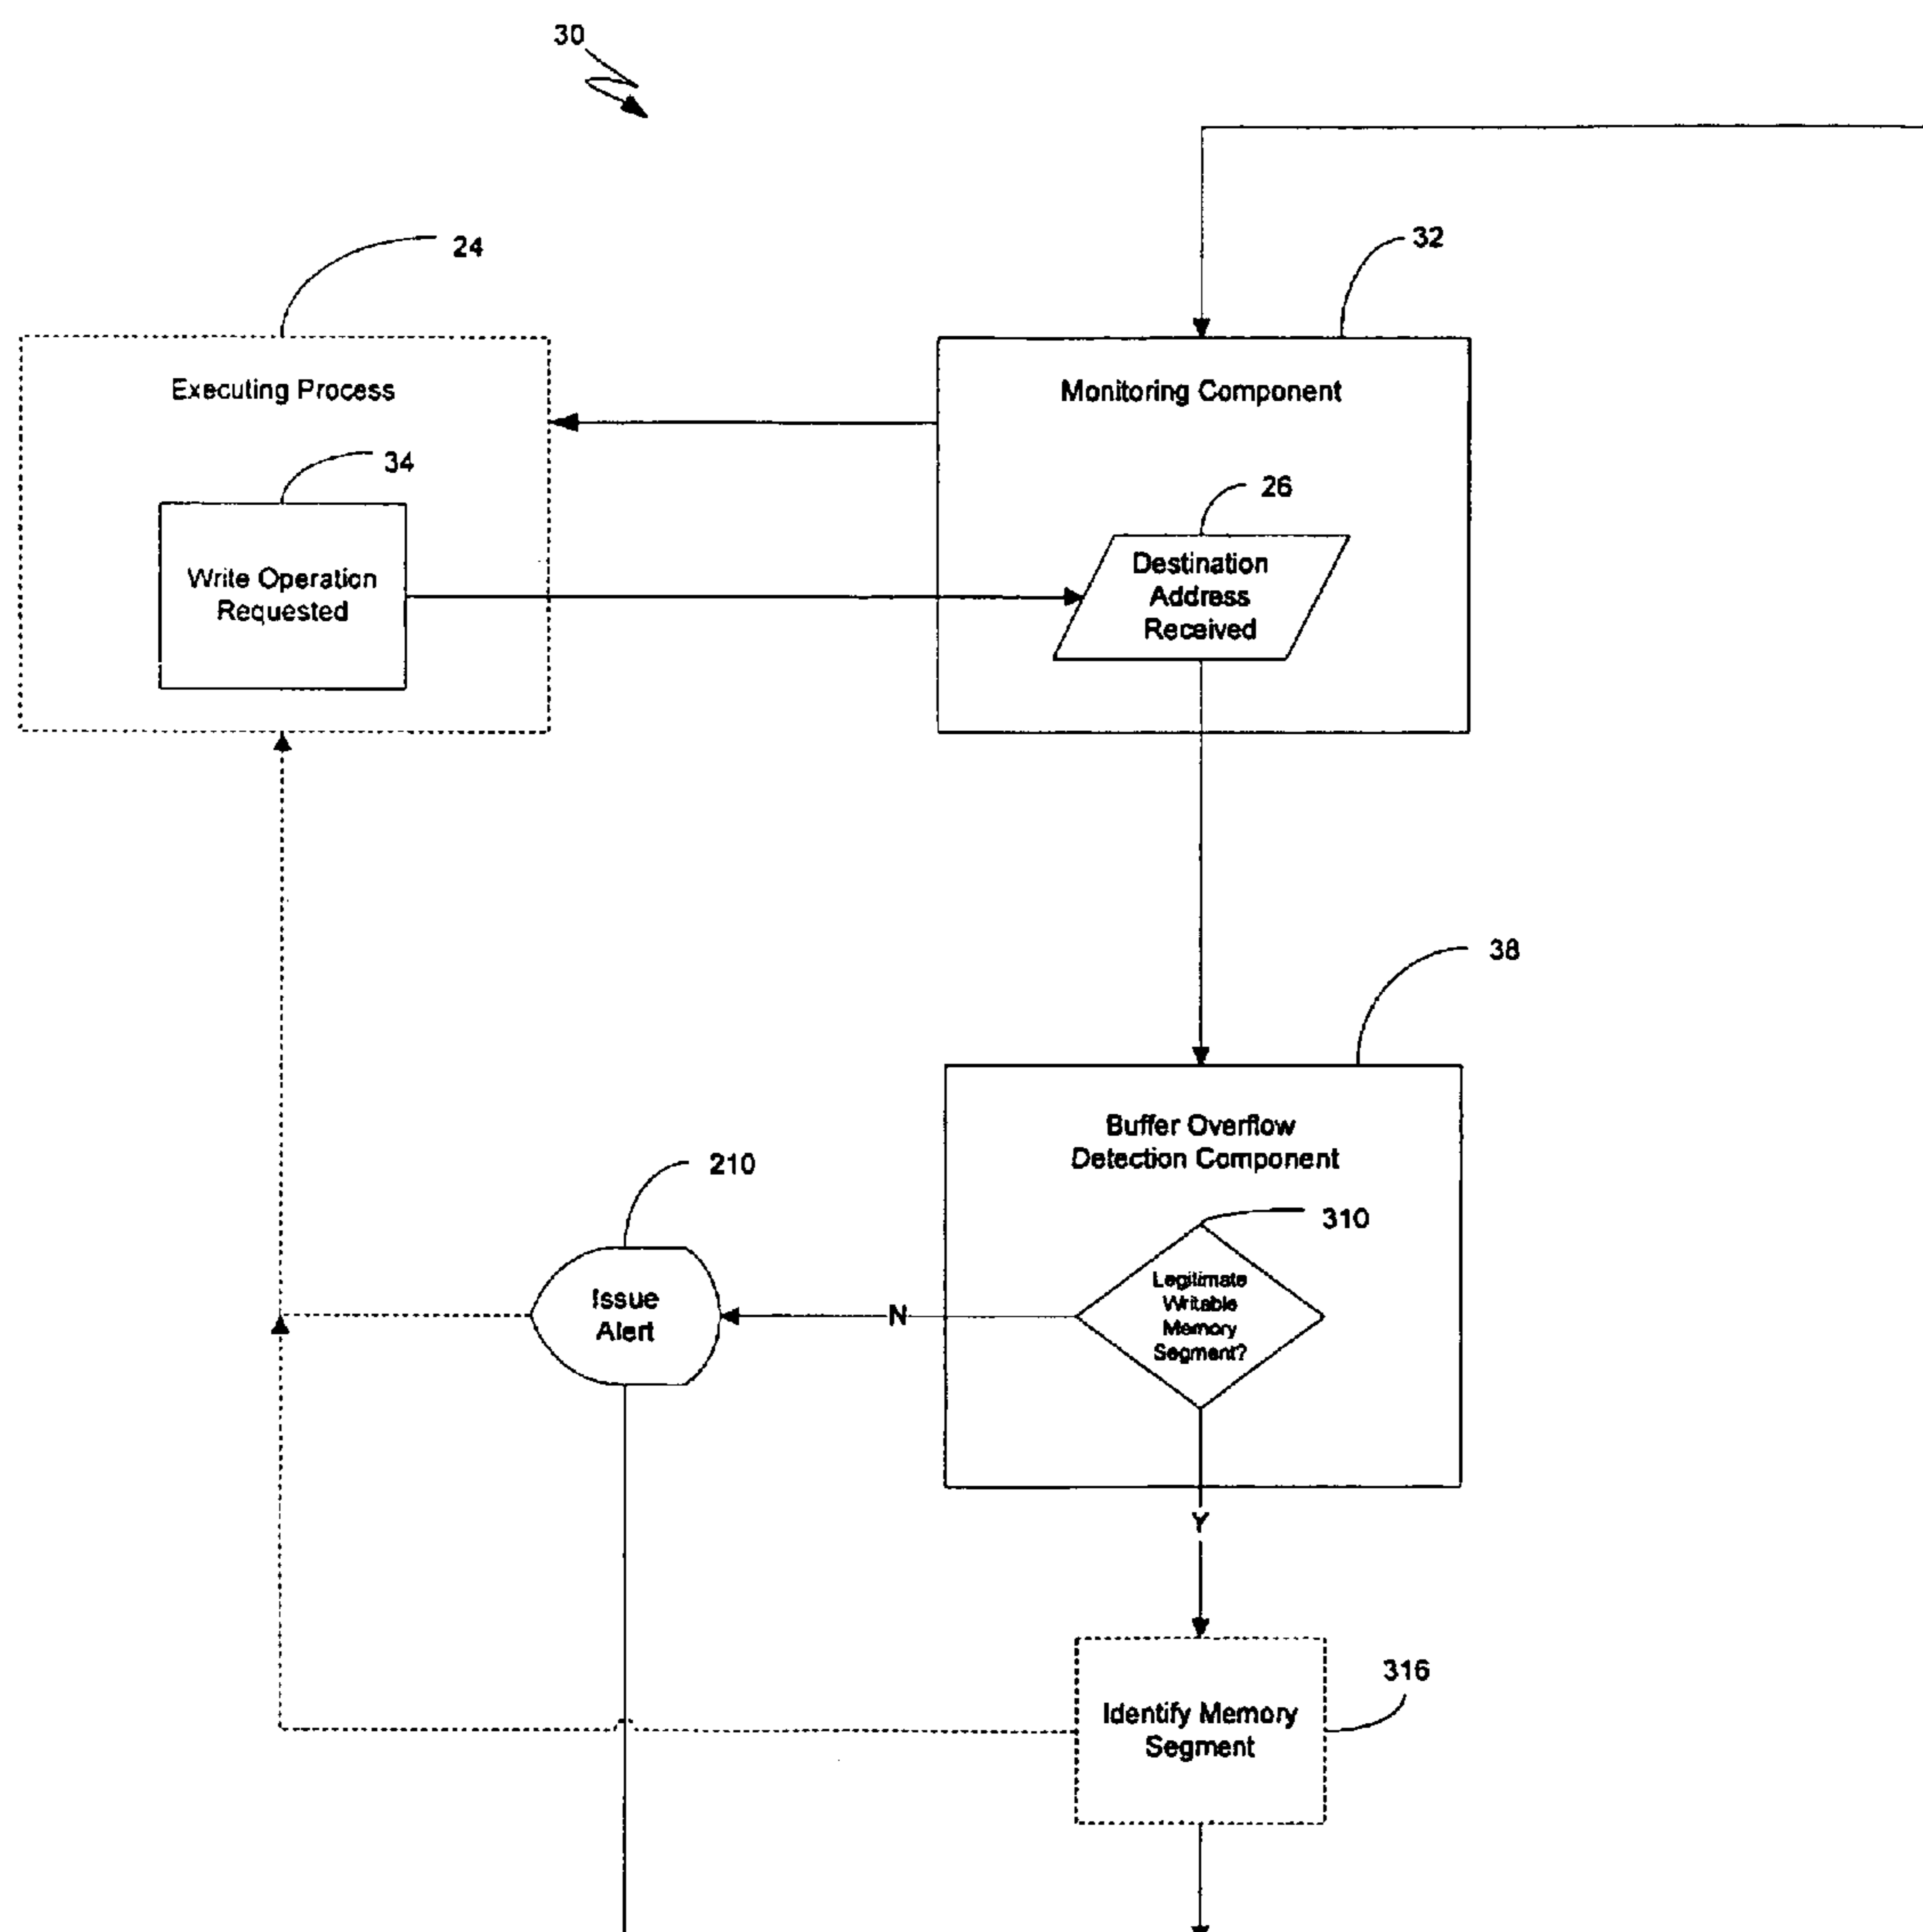 30
24
32
Executing Process
Monitoring Component
34
26
Write Operation
Requested
Destination
Address
Received
38
Buffer Overflow
Detection Component
210
310
Issue
Alert
N
Legitimate
Writable
Memory
Segment?
Y
316
Identify Memory
Segment